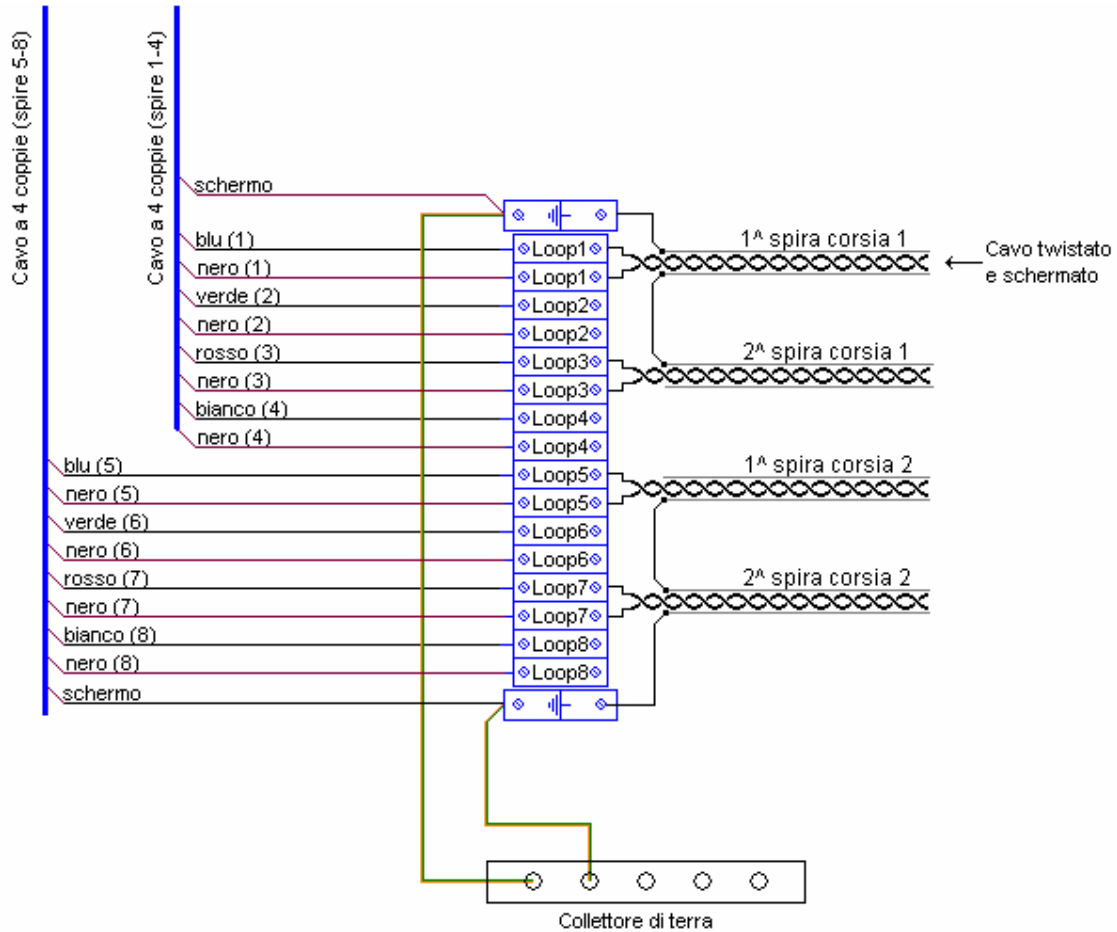 Cavo a 4 coppie (spire 5-8)
Cavo a 4 coppie (spire 1-4)
schermo
blu (1)
nero (1)
verde (2)
nero (2)
rosso (3)
nero (3)
bianco (4)
nero (4)
blu (5)
nero (5)
verde (6)
nero (6)
rosso (7)
nero (7)
bianco (8)
nero (8)
schermo
Loop1
Loop1
Loop2
Loop2
Loop3
Loop3
Loop4
Loop4
Loop5
Loop5
Loop6
Loop6
Loop7
Loop7
Loop8
Loop8
1^ spira corsia 1
2^ spira corsia 1
1^ spira corsia 2
2^ spira corsia 2
Cavo twistato
e schermato
Collettore di terra